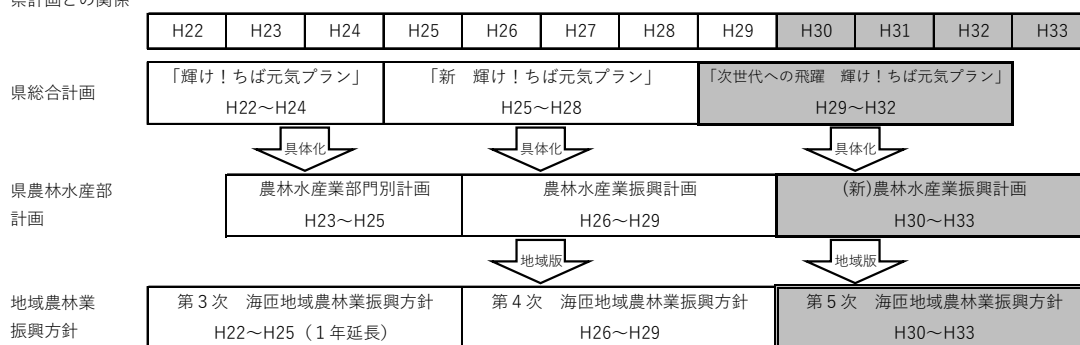 県計画との関係
H22 H23 H24 H25 H26 H27 H28 H29 H30 H31 H32 H33
県総合計画
「輝け！ちば元気プラン」
H22～H24
「新　輝け！ちば元気プラン」
H25～H28
「次世代への飛躍　輝け！ちば元気プラン」
H29～H32
具体化 具体化 具体化
県農林水産部
計画
農林水産業部門別計画
H23～H25
農林水産業振興計画
H26～H29
(新)農林水産業振興計画
H30～H33
地域版 地域版
地域農林業
振興方針
第３次　海匝地域農林業振興方針
H22～H25（１年延長）
第４次　海匝地域農林業振興方針
H26～H29
第５次　海匝地域農林業振興方針
H30～H33